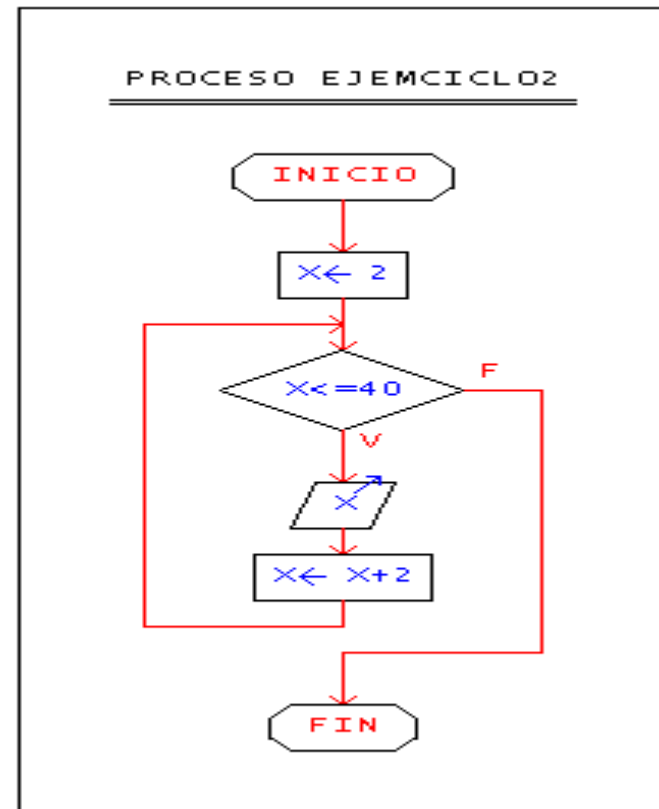 PROCESO EJEMCICLO2
INICIO
X← 2
X<=40
F
V
X
X← X+2
FIN